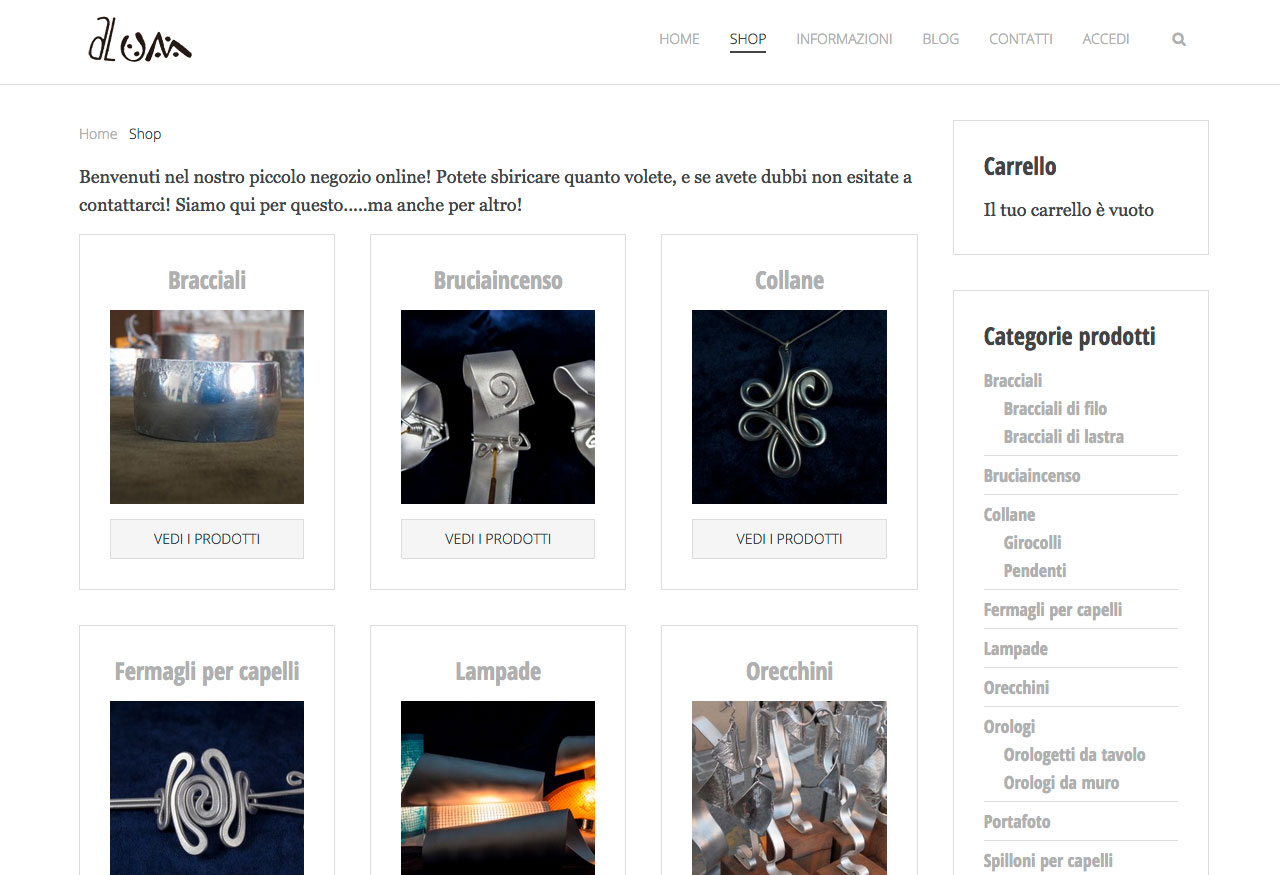 HOME SHOP INFORMAZIONI BLOG CONTATTI ACCEDI
Home Shop
Benvenuti nel nostro piccolo negozio online! Potete sbiricare quanto volete, e se avete dubbi non esitate a
contattarci! Siamo qui per questo.....ma anche per altro!
Bracciali
VEDI I PRODOTTI
Bruciaincenso
VEDI I PRODOTTI
Collane
VEDI I PRODOTTI
Fermagli per capelli
Lampade
Orecchini
Carrello
Il tuo carrello è vuoto
Categorie prodotti
Bracciali
Bracciali di filo
Bracciali di lastra
Bruciaincenso
Collane
Girocolli
Pendenti
Fermagli per capelli
Lampade
Orecchini
Orologi
Orologetti da tavolo
Orologi da muro
Portafoto
Spilloni per capelli